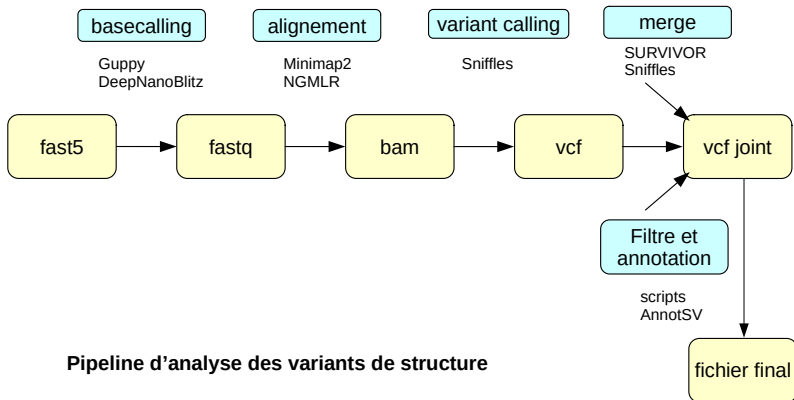 basecalling
alignement
variant calling
merge
Guppy
DeepNanoBlitz
Minimap2
NGMLR
Sniffles
SURVIVOR
Sniffles
fast5
fastq
bam
vcf
vcf joint
Filtre et
annotation
scripts
AnnotSV
Pipeline d'analyse des variants de structure
fichier final